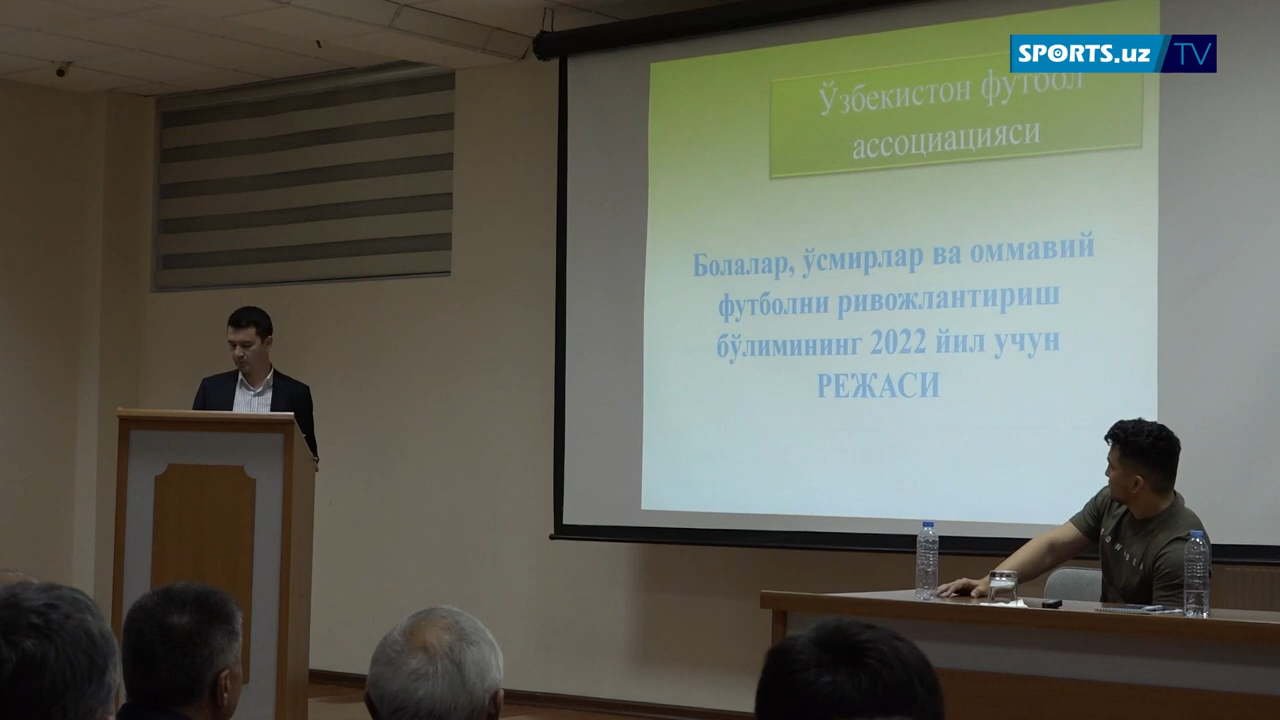 SPORTS.uz TV
Ўзбекистон футбол
ассоциацияси
Болалар, ўсмирлар ва оммавий
футболни ривожлантириш
бўлимининг 2022 йил учун
РЕЖАСИ